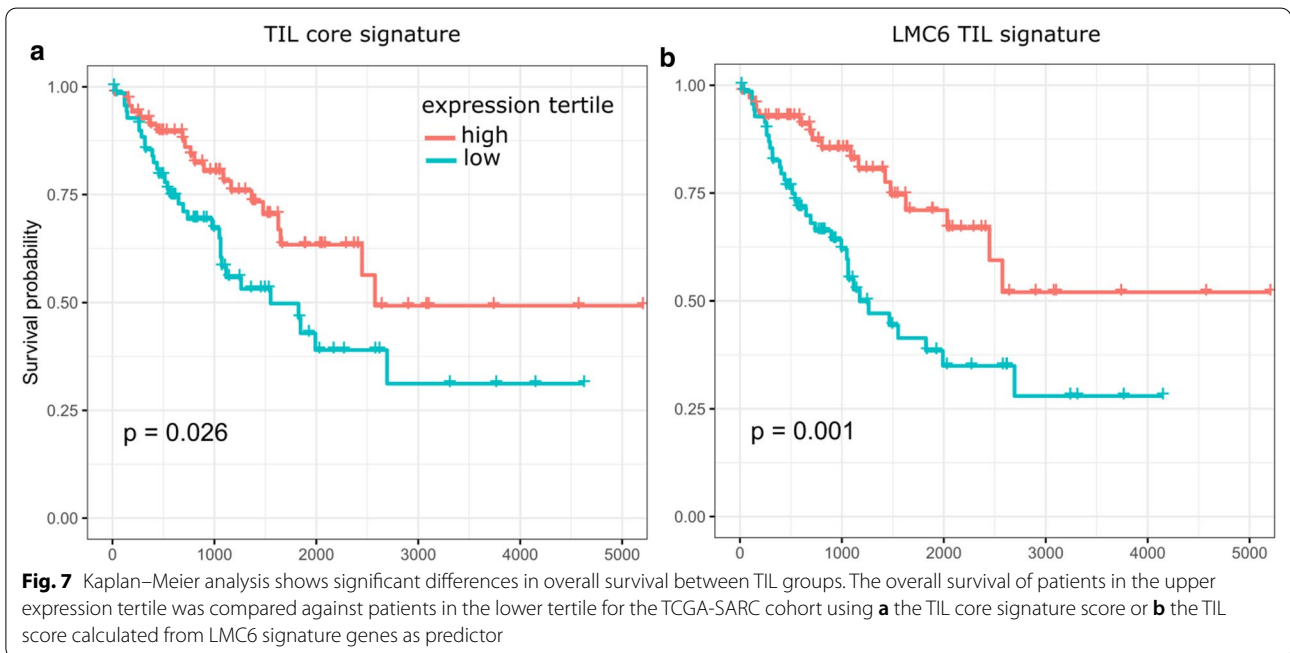 a
TIL core signature
expression tertile
high
low
Survival probability
1.00
0.75
0.50
0.25
0.00
p = 0.026
0 1000 2000 3000 4000 5000
b
LMC6 TIL signature
1.00
0.75
0.50
0.25
0.00
p = 0.001
0 1000 2000 3000 4000 5000
Fig. 7 Kaplan–Meier analysis shows significant differences in overall survival between TIL groups. The overall survival of patients in the upper
expression tertile was compared against patients in the lower tertile for the TCGA-SARC cohort using a the TIL core signature score or b the TIL
score calculated from LMC6 signature genes as predictor